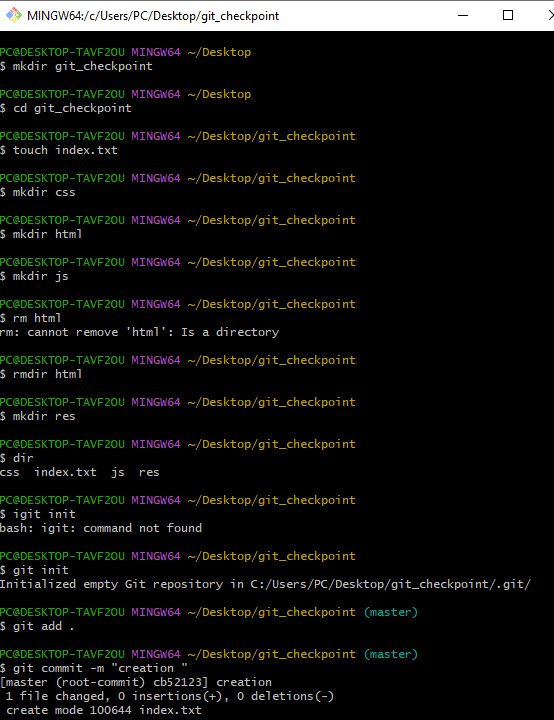 MINGW64:/c/Users/PC/Desktop/git_checkpoint
PC@DESKTOP-TAVF2OU MINGW64 ~/Desktop
$ mkdir git_checkpoint
PC@DESKTOP-TAVF2OU MINGW64 ~/Desktop
$ cd git_checkpoint
PC@DESKTOP-TAVF2OU MINGW64 ~/Desktop/git_checkpoint
$ touch index.txt
PC@DESKTOP-TAVF2OU MINGW64 ~/Desktop/git_checkpoint
$ mkdir css
PC@DESKTOP-TAVF2OU MINGW64 ~/Desktop/git_checkpoint
$ mkdir html
PC@DESKTOP-TAVF2OU MINGW64 ~/Desktop/git_checkpoint
$ mkdir js
PC@DESKTOP-TAVF2OU MINGW64 ~/Desktop/git_checkpoint
$ rm html
rm: cannot remove 'html': Is a directory
PC@DESKTOP-TAVF2OU MINGW64 ~/Desktop/git_checkpoint
$ rmdir html
PC@DESKTOP-TAVF2OU MINGW64 ~/Desktop/git_checkpoint
$ mkdir res
PC@DESKTOP-TAVF2OU MINGW64 ~/Desktop/git_checkpoint
$ dir
css  index.txt  js  res
PC@DESKTOP-TAVF2OU MINGW64 ~/Desktop/git_checkpoint
$ igit init
bash: igit: command not found
PC@DESKTOP-TAVF2OU MINGW64 ~/Desktop/git_checkpoint
$ git init
Initialized empty Git repository in C:/Users/PC/Desktop/git_checkpoint/.git/
PC@DESKTOP-TAVF2OU MINGW64 ~/Desktop/git_checkpoint (master)
$ git add .
PC@DESKTOP-TAVF2OU MINGW64 ~/Desktop/git_checkpoint (master)
$ git commit -m "creation "
[master (root-commit) cb52123] creation
1 file changed, 0 insertions(+), 0 deletions(-)
create mode 100644 index.txt